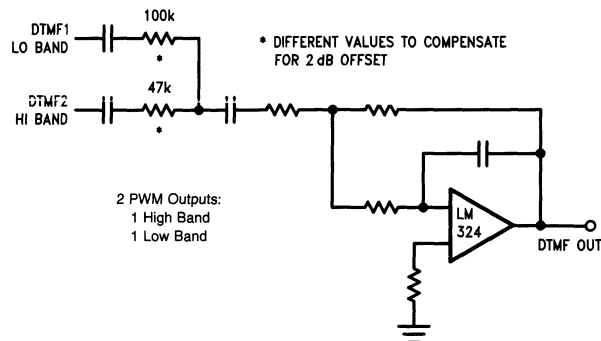 100k
DTMF1
LO BAND
*
* DIFFERENT VALUES TO COMPENSATE
FOR 2 dB OFFSET
47k
DTMF2
HI BAND
*
2 PWM Outputs:
1 High Band
1 Low Band
LM
324
DTMF OUT